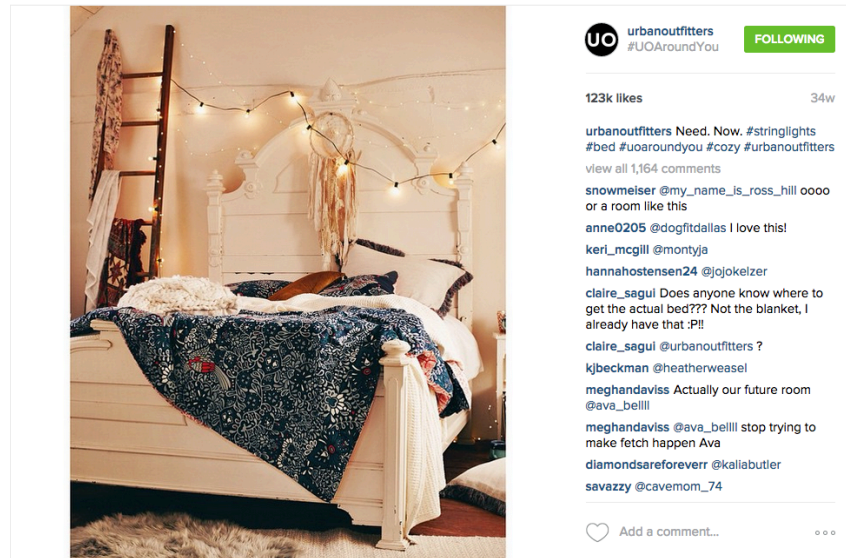 UO
urbanoutfitters
#UOAroundYou
FOLLOWING
123k likes
34w
urbanoutfitters Need. Now. #stringlights
#bed #uoaroundyou #cozy #urbanoutfitters
view all 1,164 comments
snowmeiser @my_name_is_ross_hill oooo
or a room like this
anne0205 @dogfitdallas I love this!
keri_mcgill @montyja
hannahostensen24 @jojokelzer
claire_sagui Does anyone know where to
get the actual bed??? Not the blanket, I
already have that :P!!
claire_sagui @urbanoutfitters ?
kjbeckman @heatherweasel
meghandaviss Actually our future room
@ava_bellll
meghandaviss @ava_bellll stop trying to
make fetch happen Ava
diamondsareforeverr @kaliabutler
savazzy @cavemom_74
Add a comment...